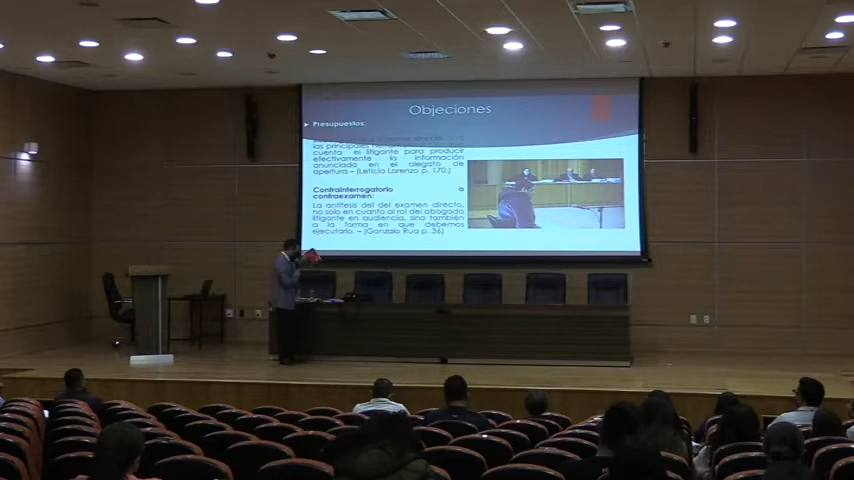 Objeciones
Presupuestos:
las principales
cuenta el litigante para producir
efectivamente la información
anunciada en el alegato de
apertura – (Leticia Lorenzo p. 170.)
Contrainterrogatorio o
contraexamen:
La antítesis del del examen directo,
no solo en cuanto al rol del abogado
litigante en audiencia, sino también
a la forma en que debemos
ejecutarlo. – (Gonzalo Rua p. 36)